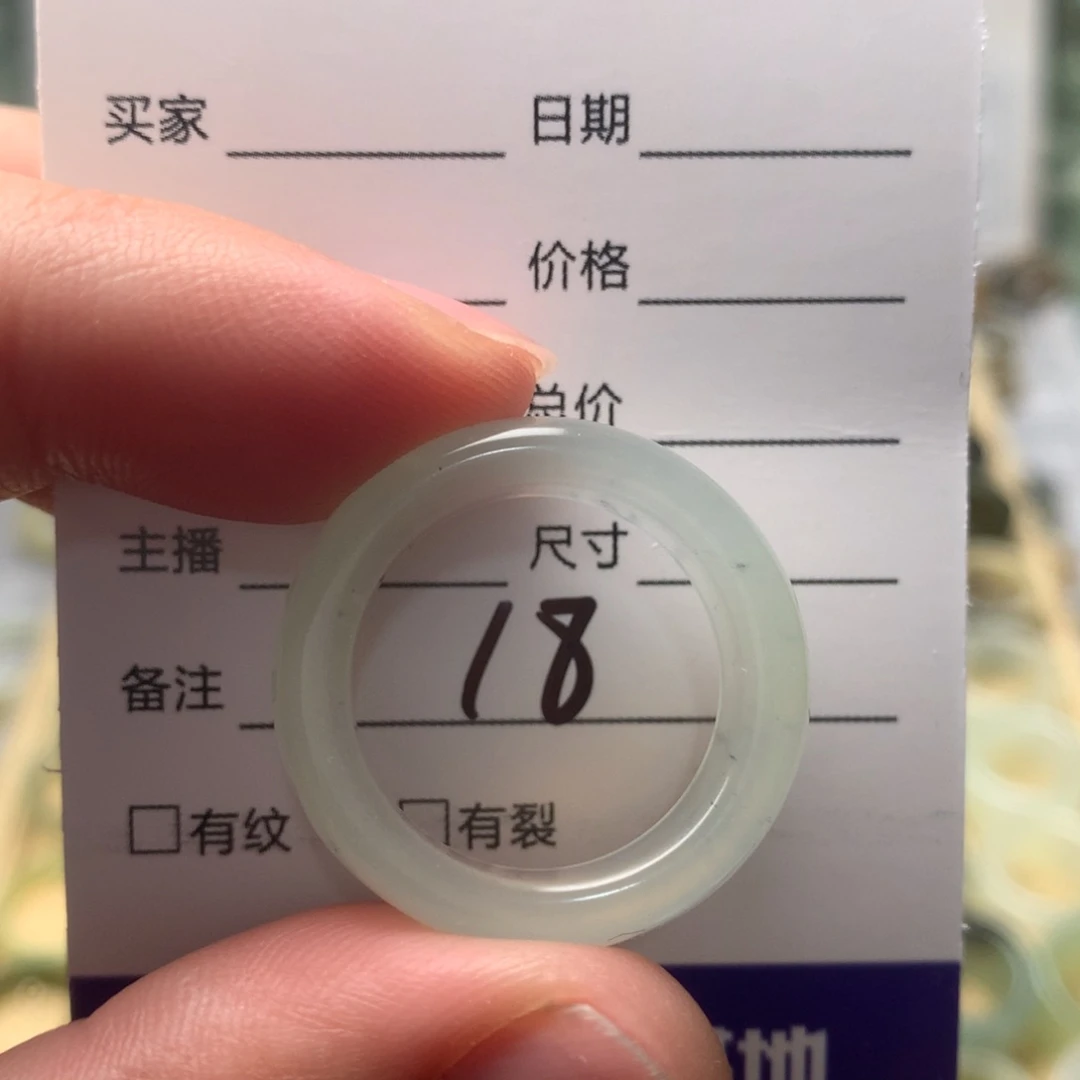 买家 日期
价格
总价
主播 尺寸
18
备注
□有纹 □有裂
地